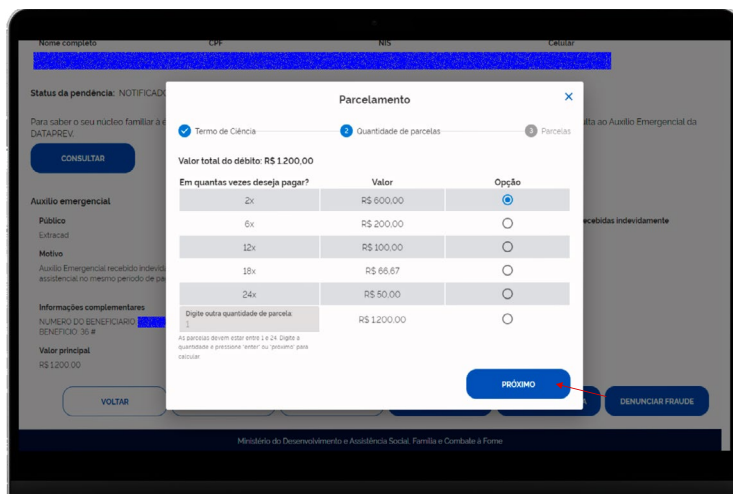 Nome completo CPF NIS Celular
Status da pendência: NOTIFICADO
Para saber o seu núcleo familiar à
lta ao Auxílio Emergencial da
DATAPREV.
CONSULTAR
Auxílio emergencial
Público
Extracad
Motivo
Auxílio Emergencial recebido
assistencial no mesmo período de
Informações complementares
NUMERO DO BENEFICIARIO:
BENEFICIO: 36 #
Valor principal
R$ 1200.00
ecebidas indevidamente
Parcelamento ×
Termo de Ciência 2 Quantidade de parcelas 3 Parcelas
Valor total do débito: R$ 1.200,00
Em quantas vezes deseja pagar? Valor Opção
2x R$ 600,00
6x R$ 200,00
12x R$ 100,00
18x R$ 66,67
24x R$ 50,00
Digite outra quantidade de parcela
1 R$ 1.200,00
As parcelas devem estar entre 1 e 24. Digite a
quantidade e pressione 'enter' ou 'próximo' para
calcular
PRÓXIMO
VOLTAR A DENUNCIAR FRAUDE
Ministério do Desenvolvimento e Assistência Social, Família e Combate à Fome